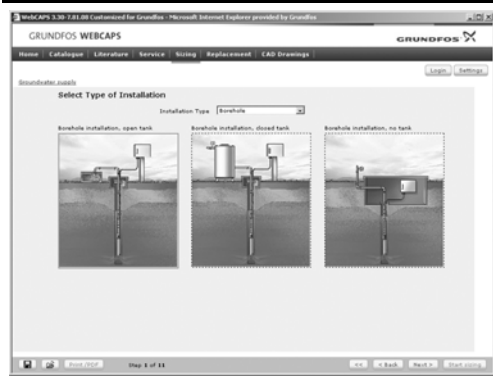 WebCAPS 3.30-7.01.00 Customized for Grundfos - Microsoft Internet Explorer provided by Grundfos
GRUNDFOS WEBCAPS
GRUNDFOS
Home Catalogue Literature Service Sizing Replacement CAD Drawings
Login Settings
Groundwater supply
Select Type of Installation
Installation Type Borehole
Borehole installation, open tank Borehole installation, closed tank Borehole installation, no tank
Print/PDF Step 1 of 11 << < Back Next > Start sizing